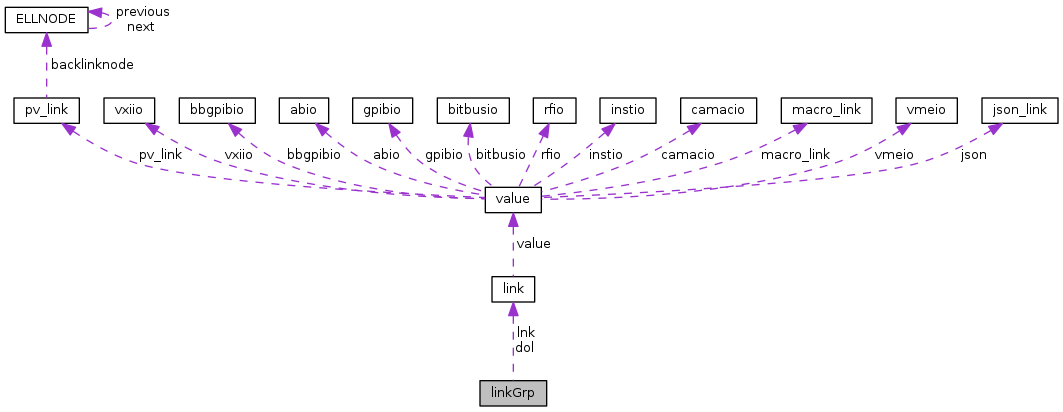 ELLNODE
previous
next
backlinknode
pv_link
vxiio
bbgpibio
abio
gpibio
bitbusio
rfio
instio
camacio
macro_link
vmeio
json_link
pv_link
vxiio
bbgpibio
abio
gpibio
bitbusio
rfio
instio
camacio
macro_link
vmeio
json
value
value
link
lnk
dol
linkGrp